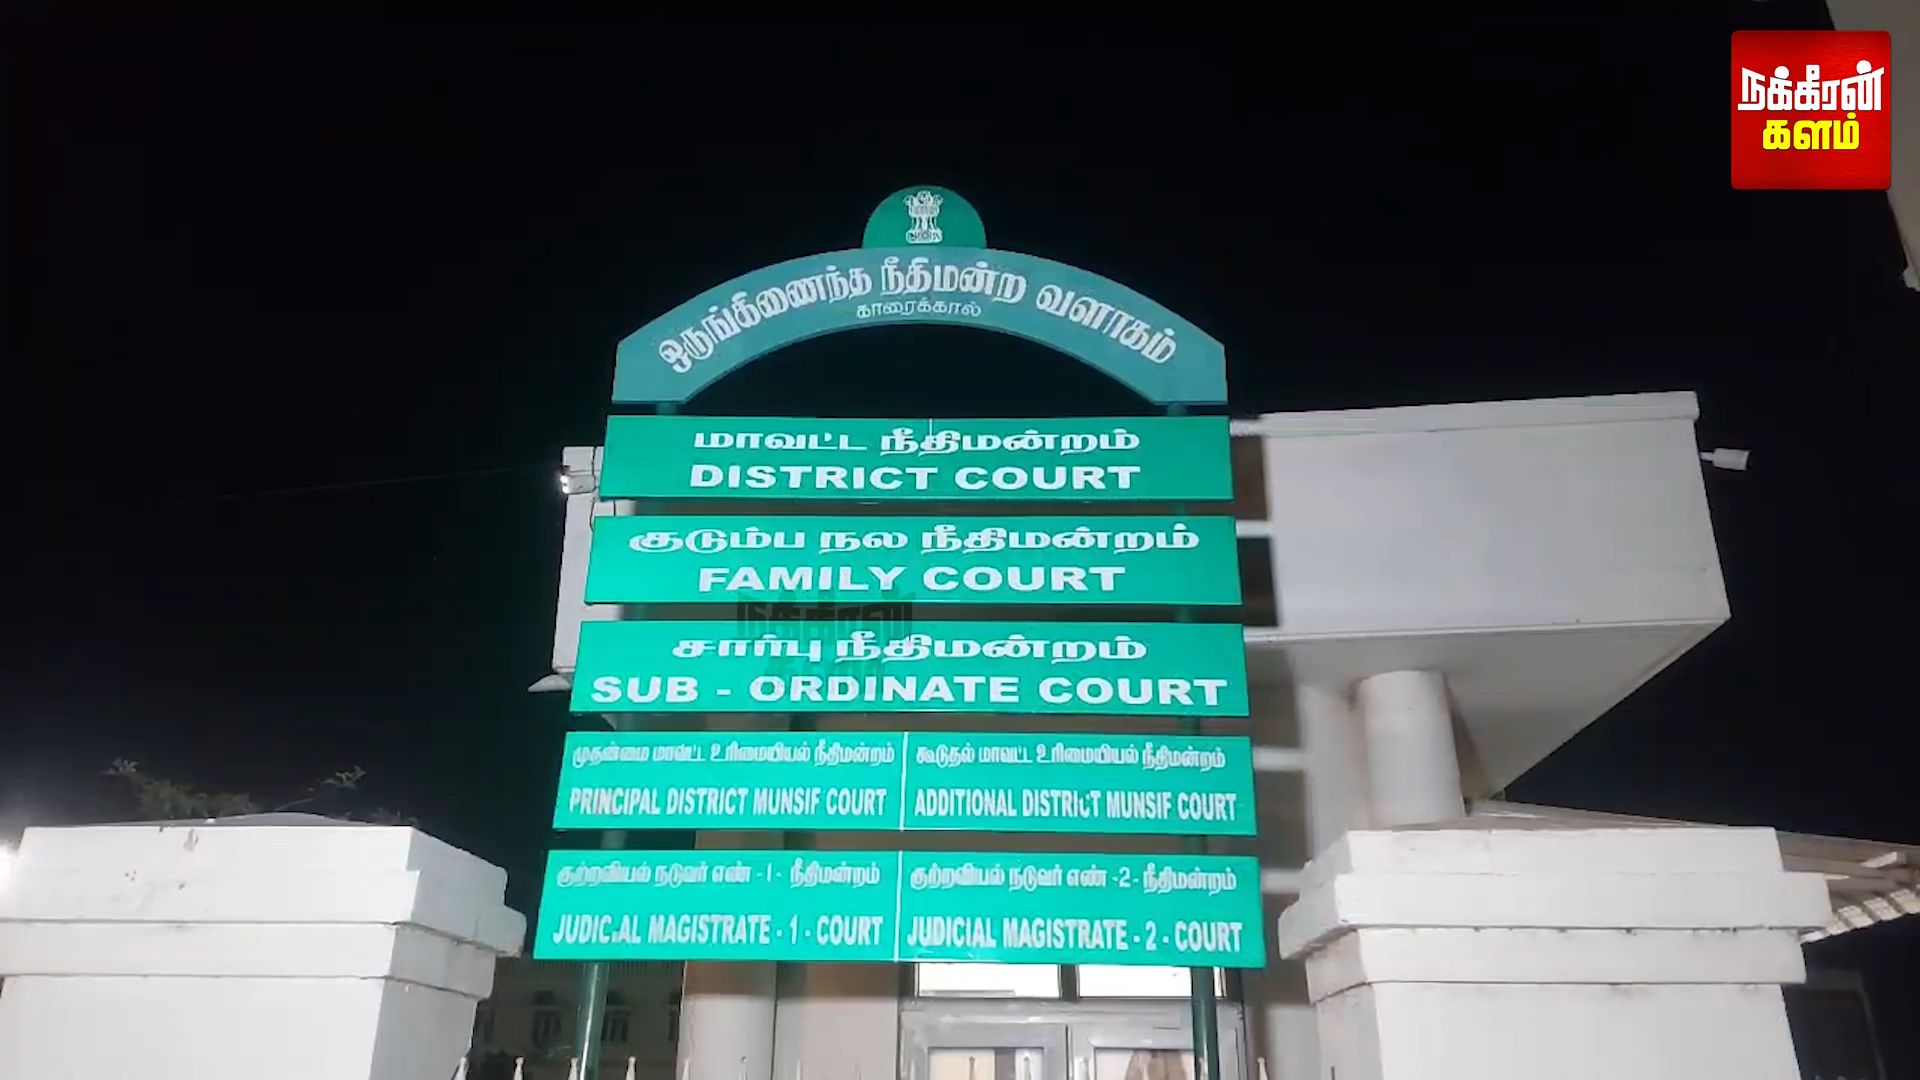 நக்கீரன்
களம்
ஒருங்கிணைந்த நீதிமன்ற வளாகம்
காரைக்கால்
மாவட்ட நீதிமன்றம்
DISTRICT COURT
குடும்ப நல நீதிமன்றம்
FAMILY COURT
சார்பு நீதிமன்றம்
SUB - ORDINATE COURT
முதன்மை மாவட்ட உரிமையியல் நீதிமன்றம்
PRINCIPAL DISTRICT MUNSIF COURT
கூடுதல் மாவட்ட உரிமையியல் நீதிமன்றம்
ADDITIONAL DISTRICT MUNSIF COURT
குற்றவியல் நடுவர் எண் -1- நீதிமன்றம்
JUDICIAL MAGISTRATE - 1 - COURT
குற்றவியல் நடுவர் எண் -2- நீதிமன்றம்
JUDICIAL MAGISTRATE - 2 - COURT
நக்கீரன்
களம்